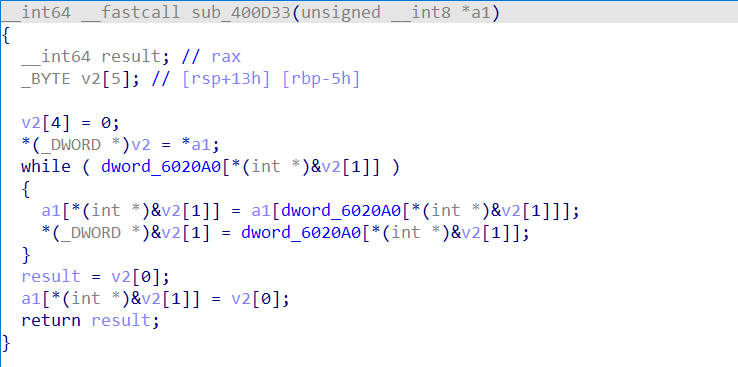 __int64 __fastcall sub_400D33(unsigned __int8 *a1)
{
  __int64 result; // rax
  _BYTE v2[5]; // [rsp+13h] [rbp-5h]

  v2[4] = 0;
  *(_DWORD *)v2 = *a1;
  while ( dword_6020A0[*(int *)&v2[1]] )
  {
    a1[*(int *)&v2[1]] = a1[dword_6020A0[*(int *)&v2[1]]];
    *(_DWORD *)&v2[1] = dword_6020A0[*(int *)&v2[1]];
  }
  result = v2[0];
  a1[*(int *)&v2[1]] = v2[0];
  return result;
}